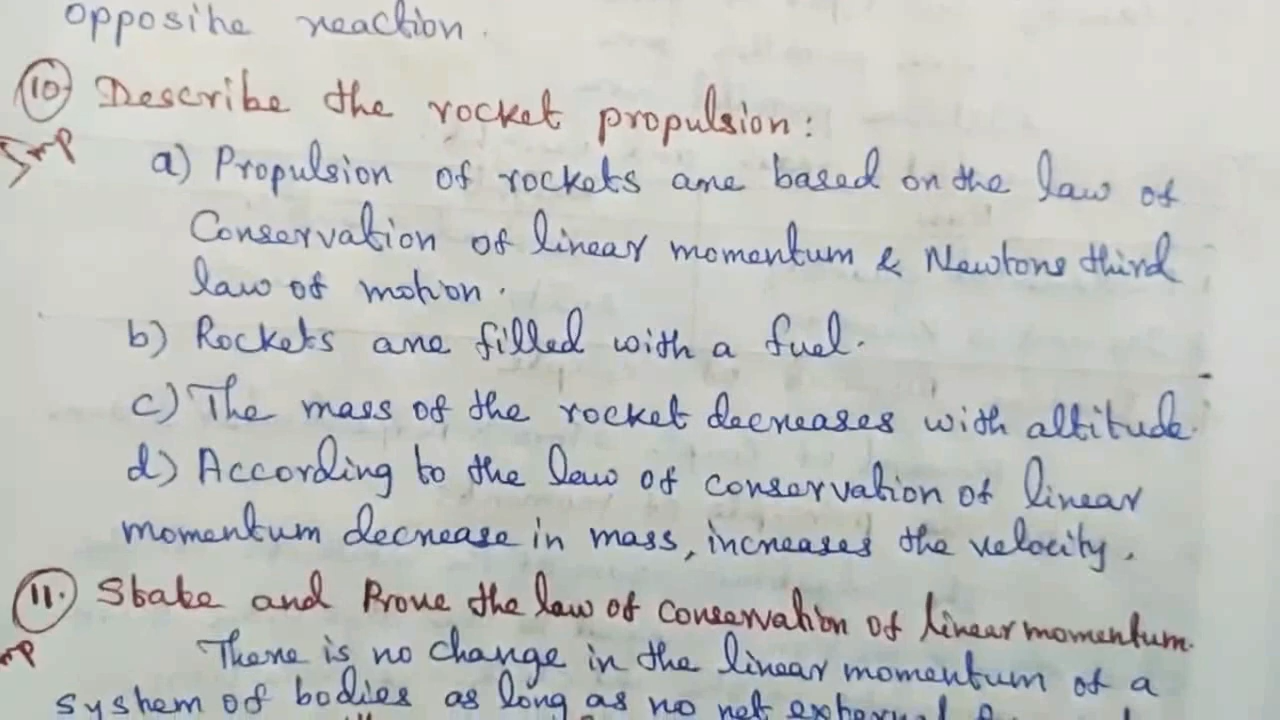 opposite reaction.
10 Describe the rocket propulsion:
Imp
a) Propulsion of rockets are based on the law of
Conservation of linear momentum & Newtons third
law of motion.
b) Rockets are filled with a fuel.
c) The mass of the rocket decreases with altitude.
d) According to the law of conservation of linear
momentum decrease in mass, increases the velocity.
11. State and Prove the law of conservation of linear momentum.
There is no change in the linear momentum of a
system of bodies as long as no net external